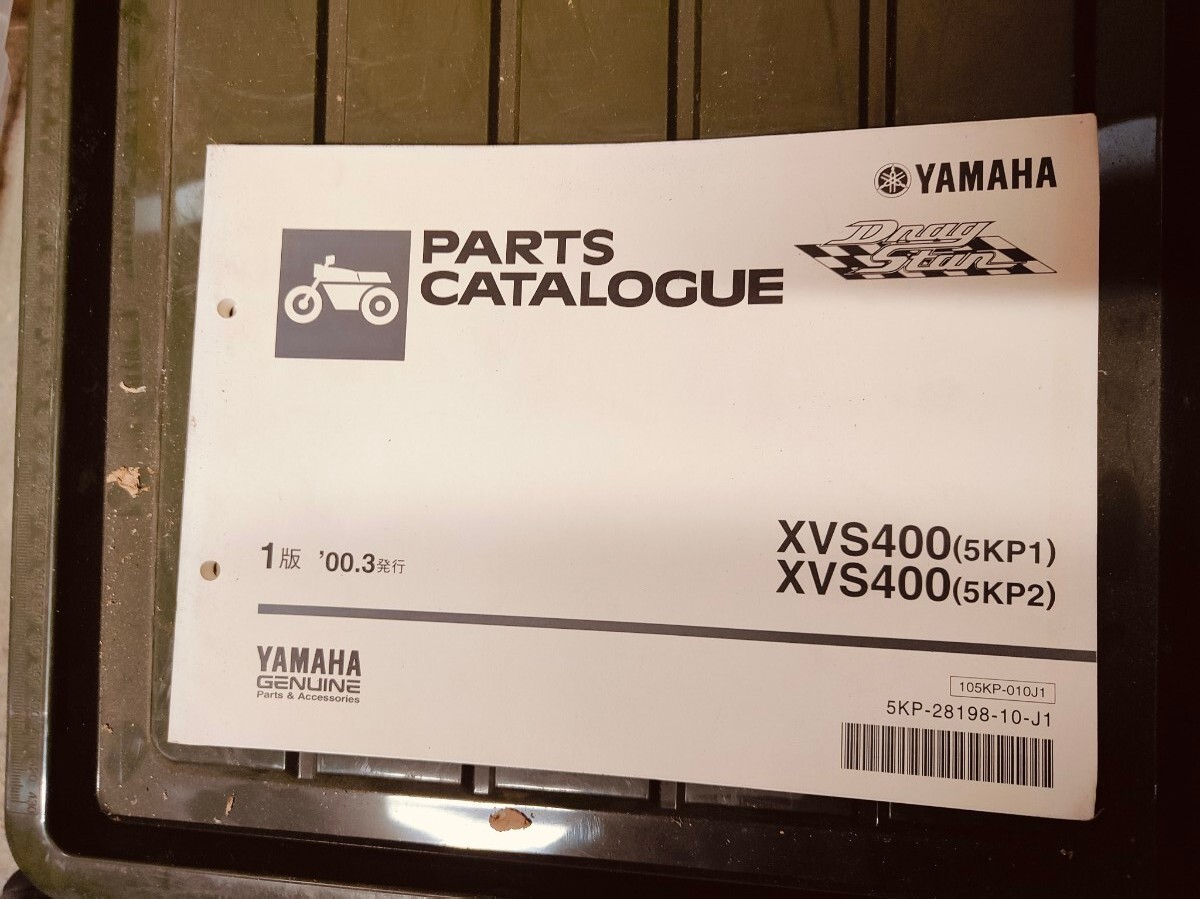 YAMAHA
Drag
Star
PARTS
CATALOGUE
XVS400(5KP1)
XVS400(5KP2)
1版 '00.3発行
YAMAHA
GENUINE
Parts & Accessories
105KP-010J1
5KP-28198-10-J1